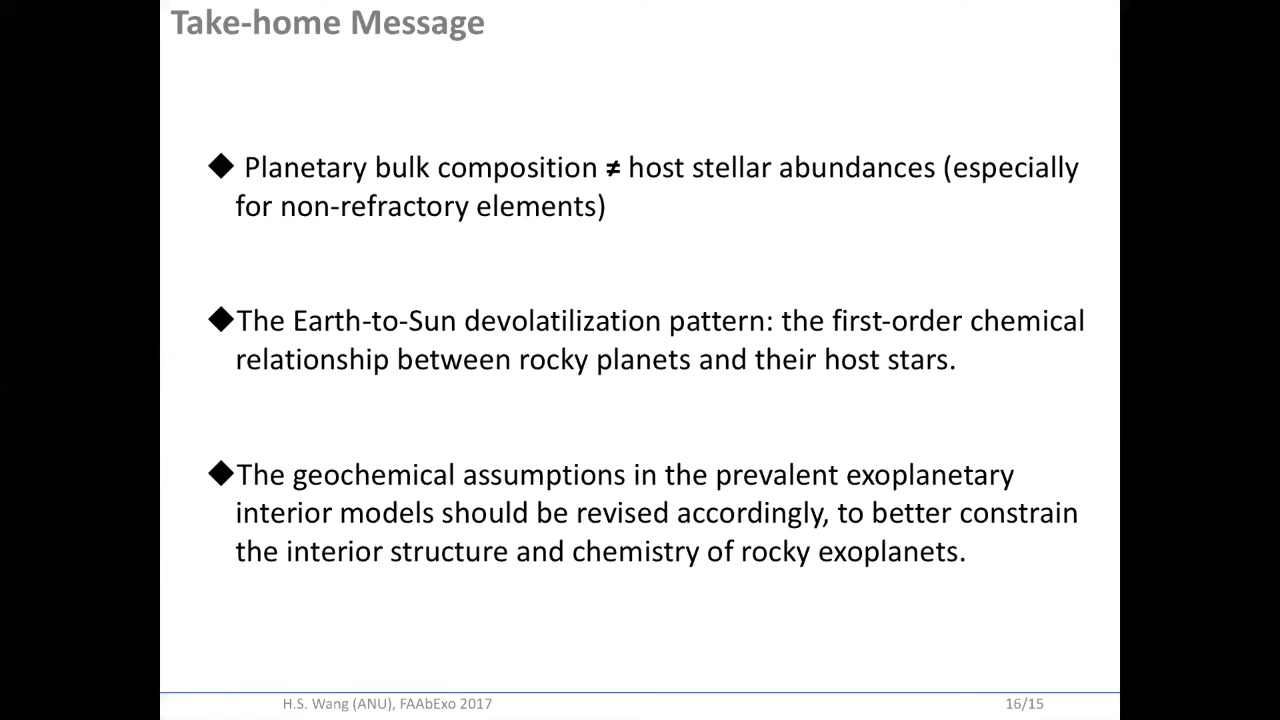 Take-home Message
◆ Planetary bulk composition ≠ host stellar abundances (especially
for non-refractory elements)
◆The Earth-to-Sun devolatilization pattern: the first-order chemical
relationship between rocky planets and their host stars.
◆The geochemical assumptions in the prevalent exoplanetary
interior models should be revised accordingly, to better constrain
the interior structure and chemistry of rocky exoplanets.
H.S. Wang (ANU), FAAbExo 2017
16/15